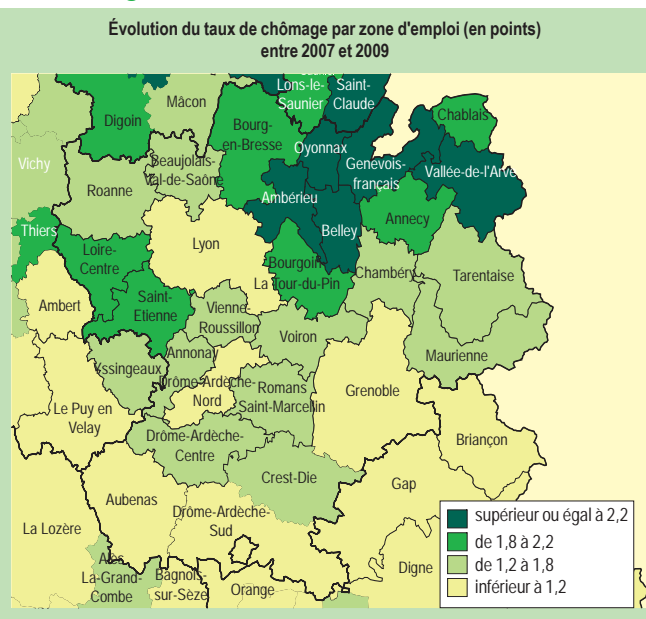 Évolution du taux de chômage par zone d'emploi (en points)
entre 2007 et 2009
Lons-le-
Saunier
Saint-
Claude
Mâcon
Digoin
Bourg-
en-Bresse
Chablais
Oyonnax
Vichy
Beaujolais-
Val-de-Saône
Genevois-
français
Vallée-de-l'Arve
Roanne
Ambérieu
Annecy
Thiers
Belley
Lyon
Loire-
Centre
Bourgoin
La Tour-du-Pin
Chambéry
Tarentaise
Ambert
Saint-
Etienne
Vienne-
Roussillon
Voiron
Maurienne
Annonay
Yssingeaux
Drôme-Ardèche-
Nord
Romans
Saint-Marcellin
Grenoble
Le Puy en
Velay
Briançon
Drôme-Ardèche-
Centre
Crest-Die
Gap
Aubenas
Drôme-Ardèche-
Sud
La Lozère
Alès
La-Grand-
Combe
Bagnols-
sur-Sèze
Orange
Digne
supérieur ou égal à 2,2
de 1,8 à 2,2
de 1,2 à 1,8
inférieur à 1,2